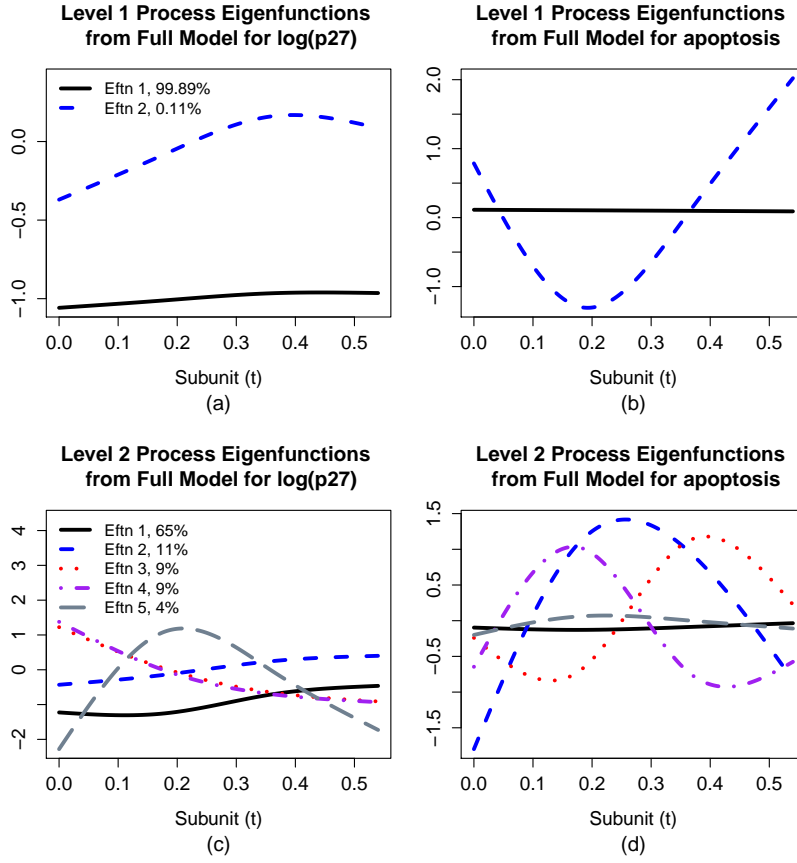 Level 1 Process Eigenfunctions
from Full Model for log(p27)
Eftn 1, 99.89%
Eftn 2, 0.11%
0.0
-0.5
-1.0
0.0 0.1 0.2 0.3 0.4 0.5
Subunit (t)
(a)
Level 1 Process Eigenfunctions
from Full Model for apoptosis
2.0
1.0
0.0
-1.0
0.0 0.1 0.2 0.3 0.4 0.5
Subunit (t)
(b)
Level 2 Process Eigenfunctions
from Full Model for log(p27)
Eftn 1, 65%
Eftn 2, 11%
Eftn 3, 9%
Eftn 4, 9%
Eftn 5, 4%
4
3
2
1
0
-2
0.0 0.1 0.2 0.3 0.4 0.5
Subunit (t)
(c)
Level 2 Process Eigenfunctions
from Full Model for apoptosis
1.5
0.5
-0.5
-1.5
0.0 0.1 0.2 0.3 0.4 0.5
Subunit (t)
(d)